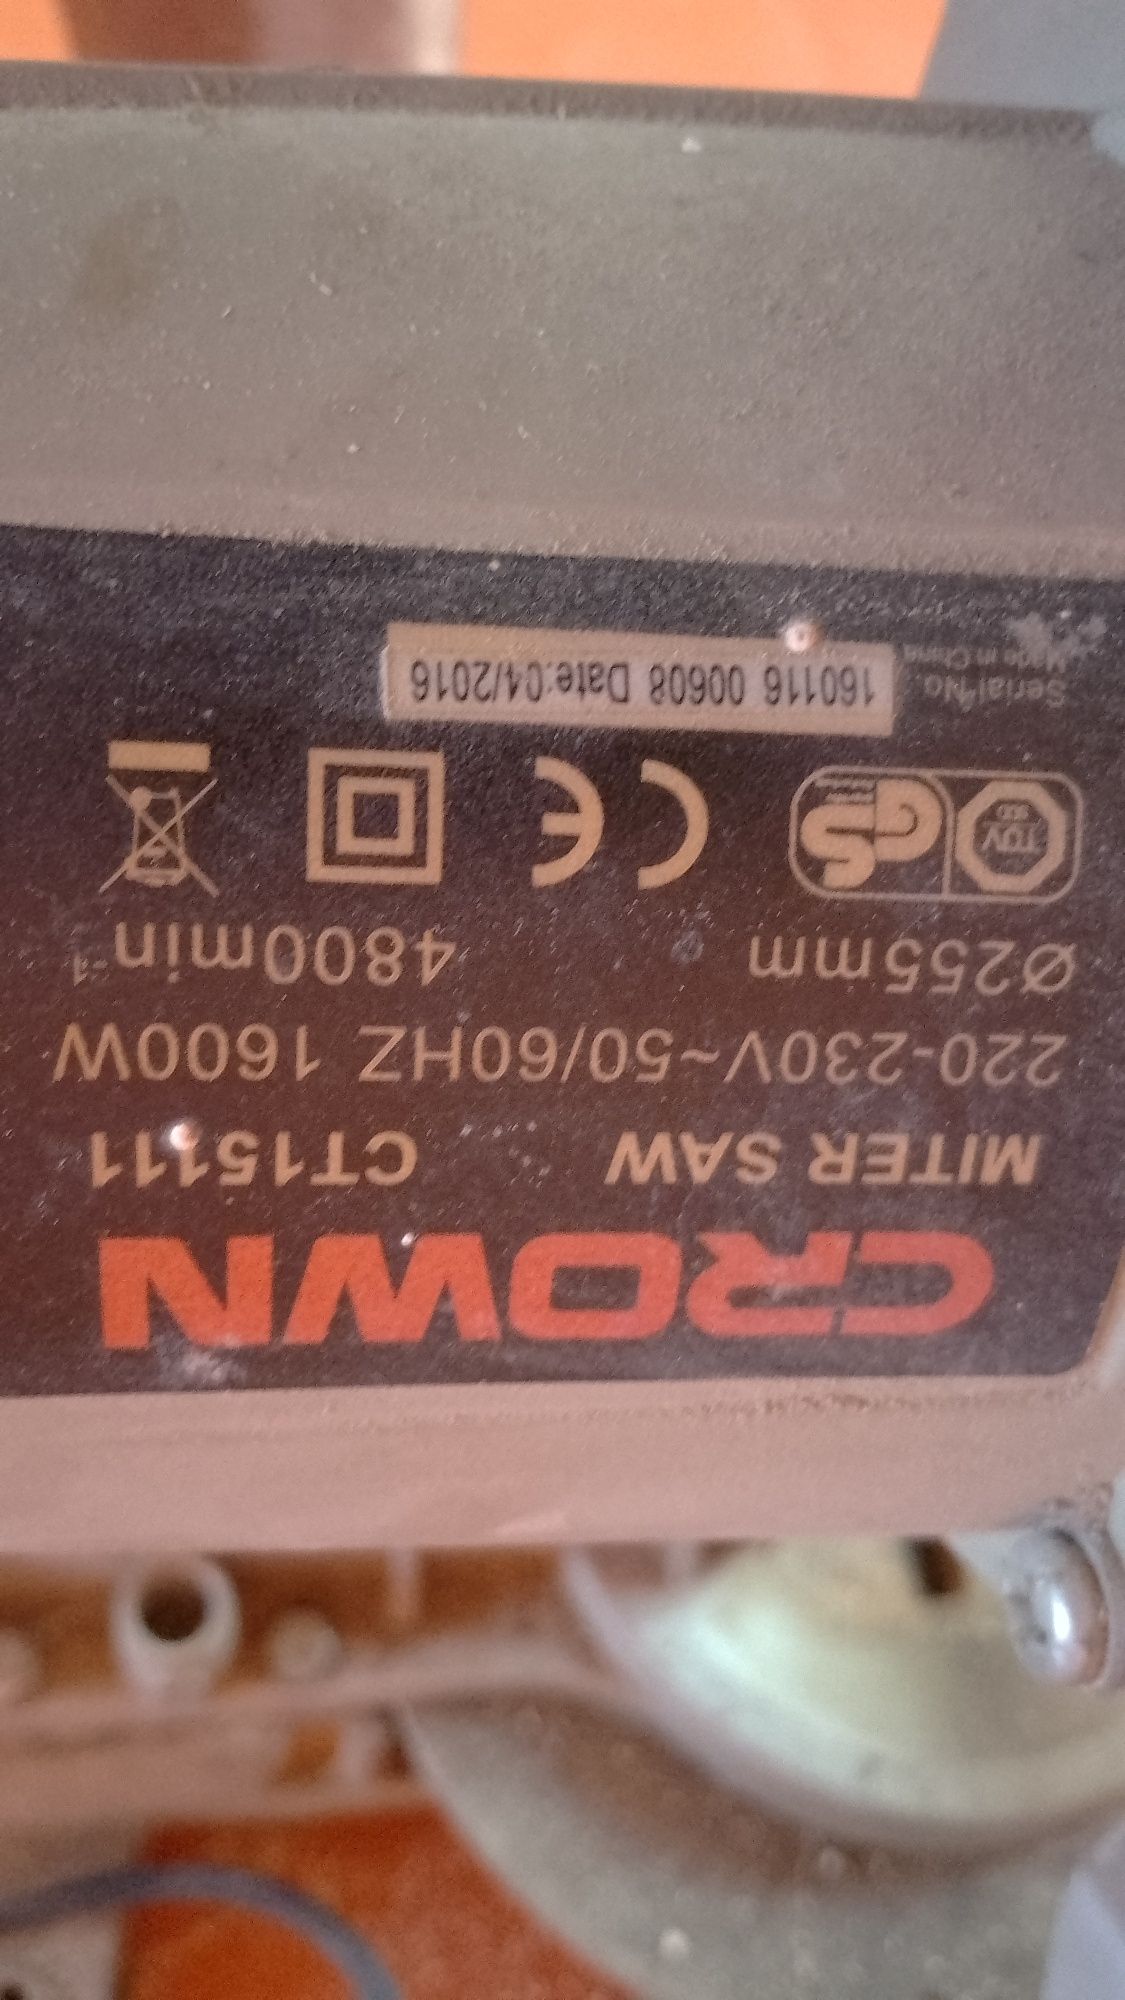 CROWN
MITER SAW CT15111
220-230V~50/60HZ 1600W
Ø255mm 4800min⁻¹
TÜV GS CE
Serial No. 160116 00608 Date:04/2016
Made in China